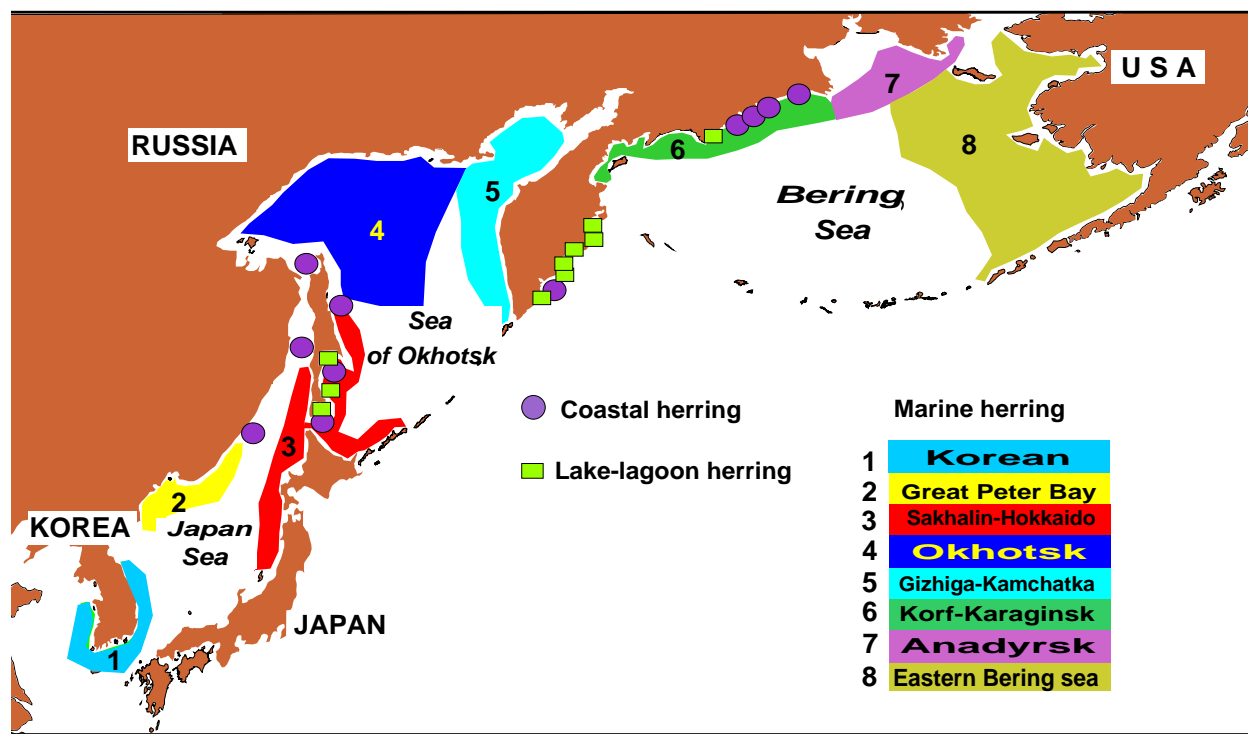 USA
RUSSIA
7
6
8
5
4
Bering
Sea
Sea
of Okhotsk
3
2
KOREA
Japan
Sea
JAPAN
1
Coastal herring
Lake-lagoon herring
Marine herring
1 Korean
2 Great Peter Bay
3 Sakhalin-Hokkaido
4 Okhotsk
5 Gizhiga-Kamchatka
6 Korf-Karaginsk
7 Anadyrsk
8 Eastern Bering sea